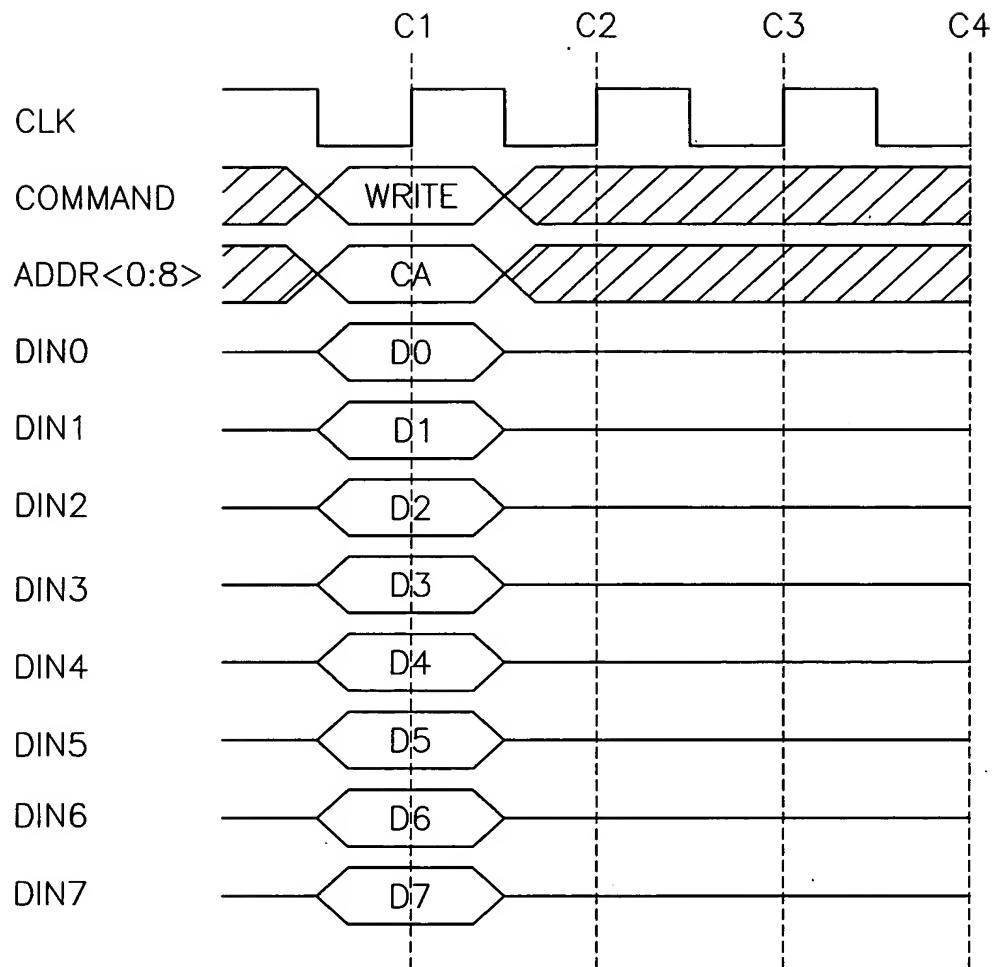 C1 C2 C3 C4
CLK
COMMAND WRITE
ADDR<0:8> CA
DIN0 D0
DIN1 D1
DIN2 D2
DIN3 D3
DIN4 D4
DIN5 D5
DIN6 D6
DIN7 D7